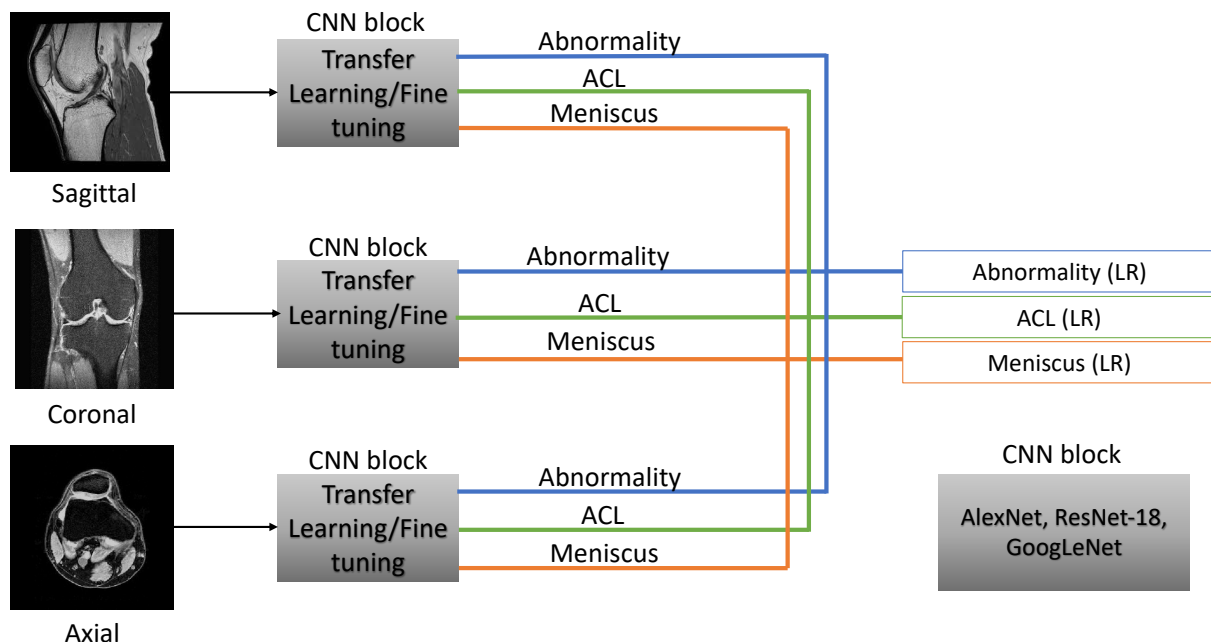 CNN block
Transfer
Learning/Fine
tuning
Abnormality
ACL
Meniscus
Sagittal
CNN block
Transfer
Learning/Fine
tuning
Abnormality
ACL
Meniscus
Coronal
Abnormality (LR)
ACL (LR)
Meniscus (LR)
CNN block
Transfer
Learning/Fine
tuning
Abnormality
ACL
Meniscus
Axial
CNN block
AlexNet, ResNet-18,
GoogLeNet